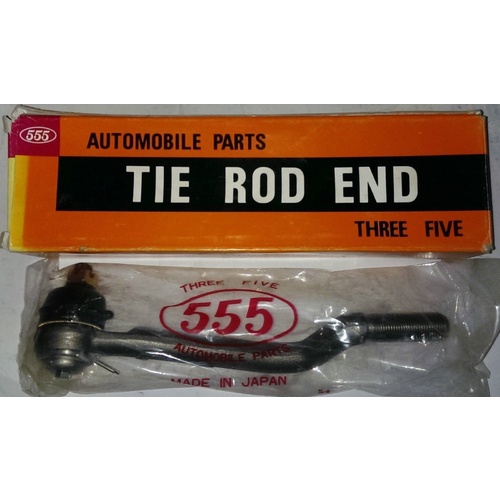 555
AUTOMOBILE PARTS
TIE ROD END
THREE FIVE
THREE FIVE
555
AUTOMOBILE PARTS
MADE IN JAPAN